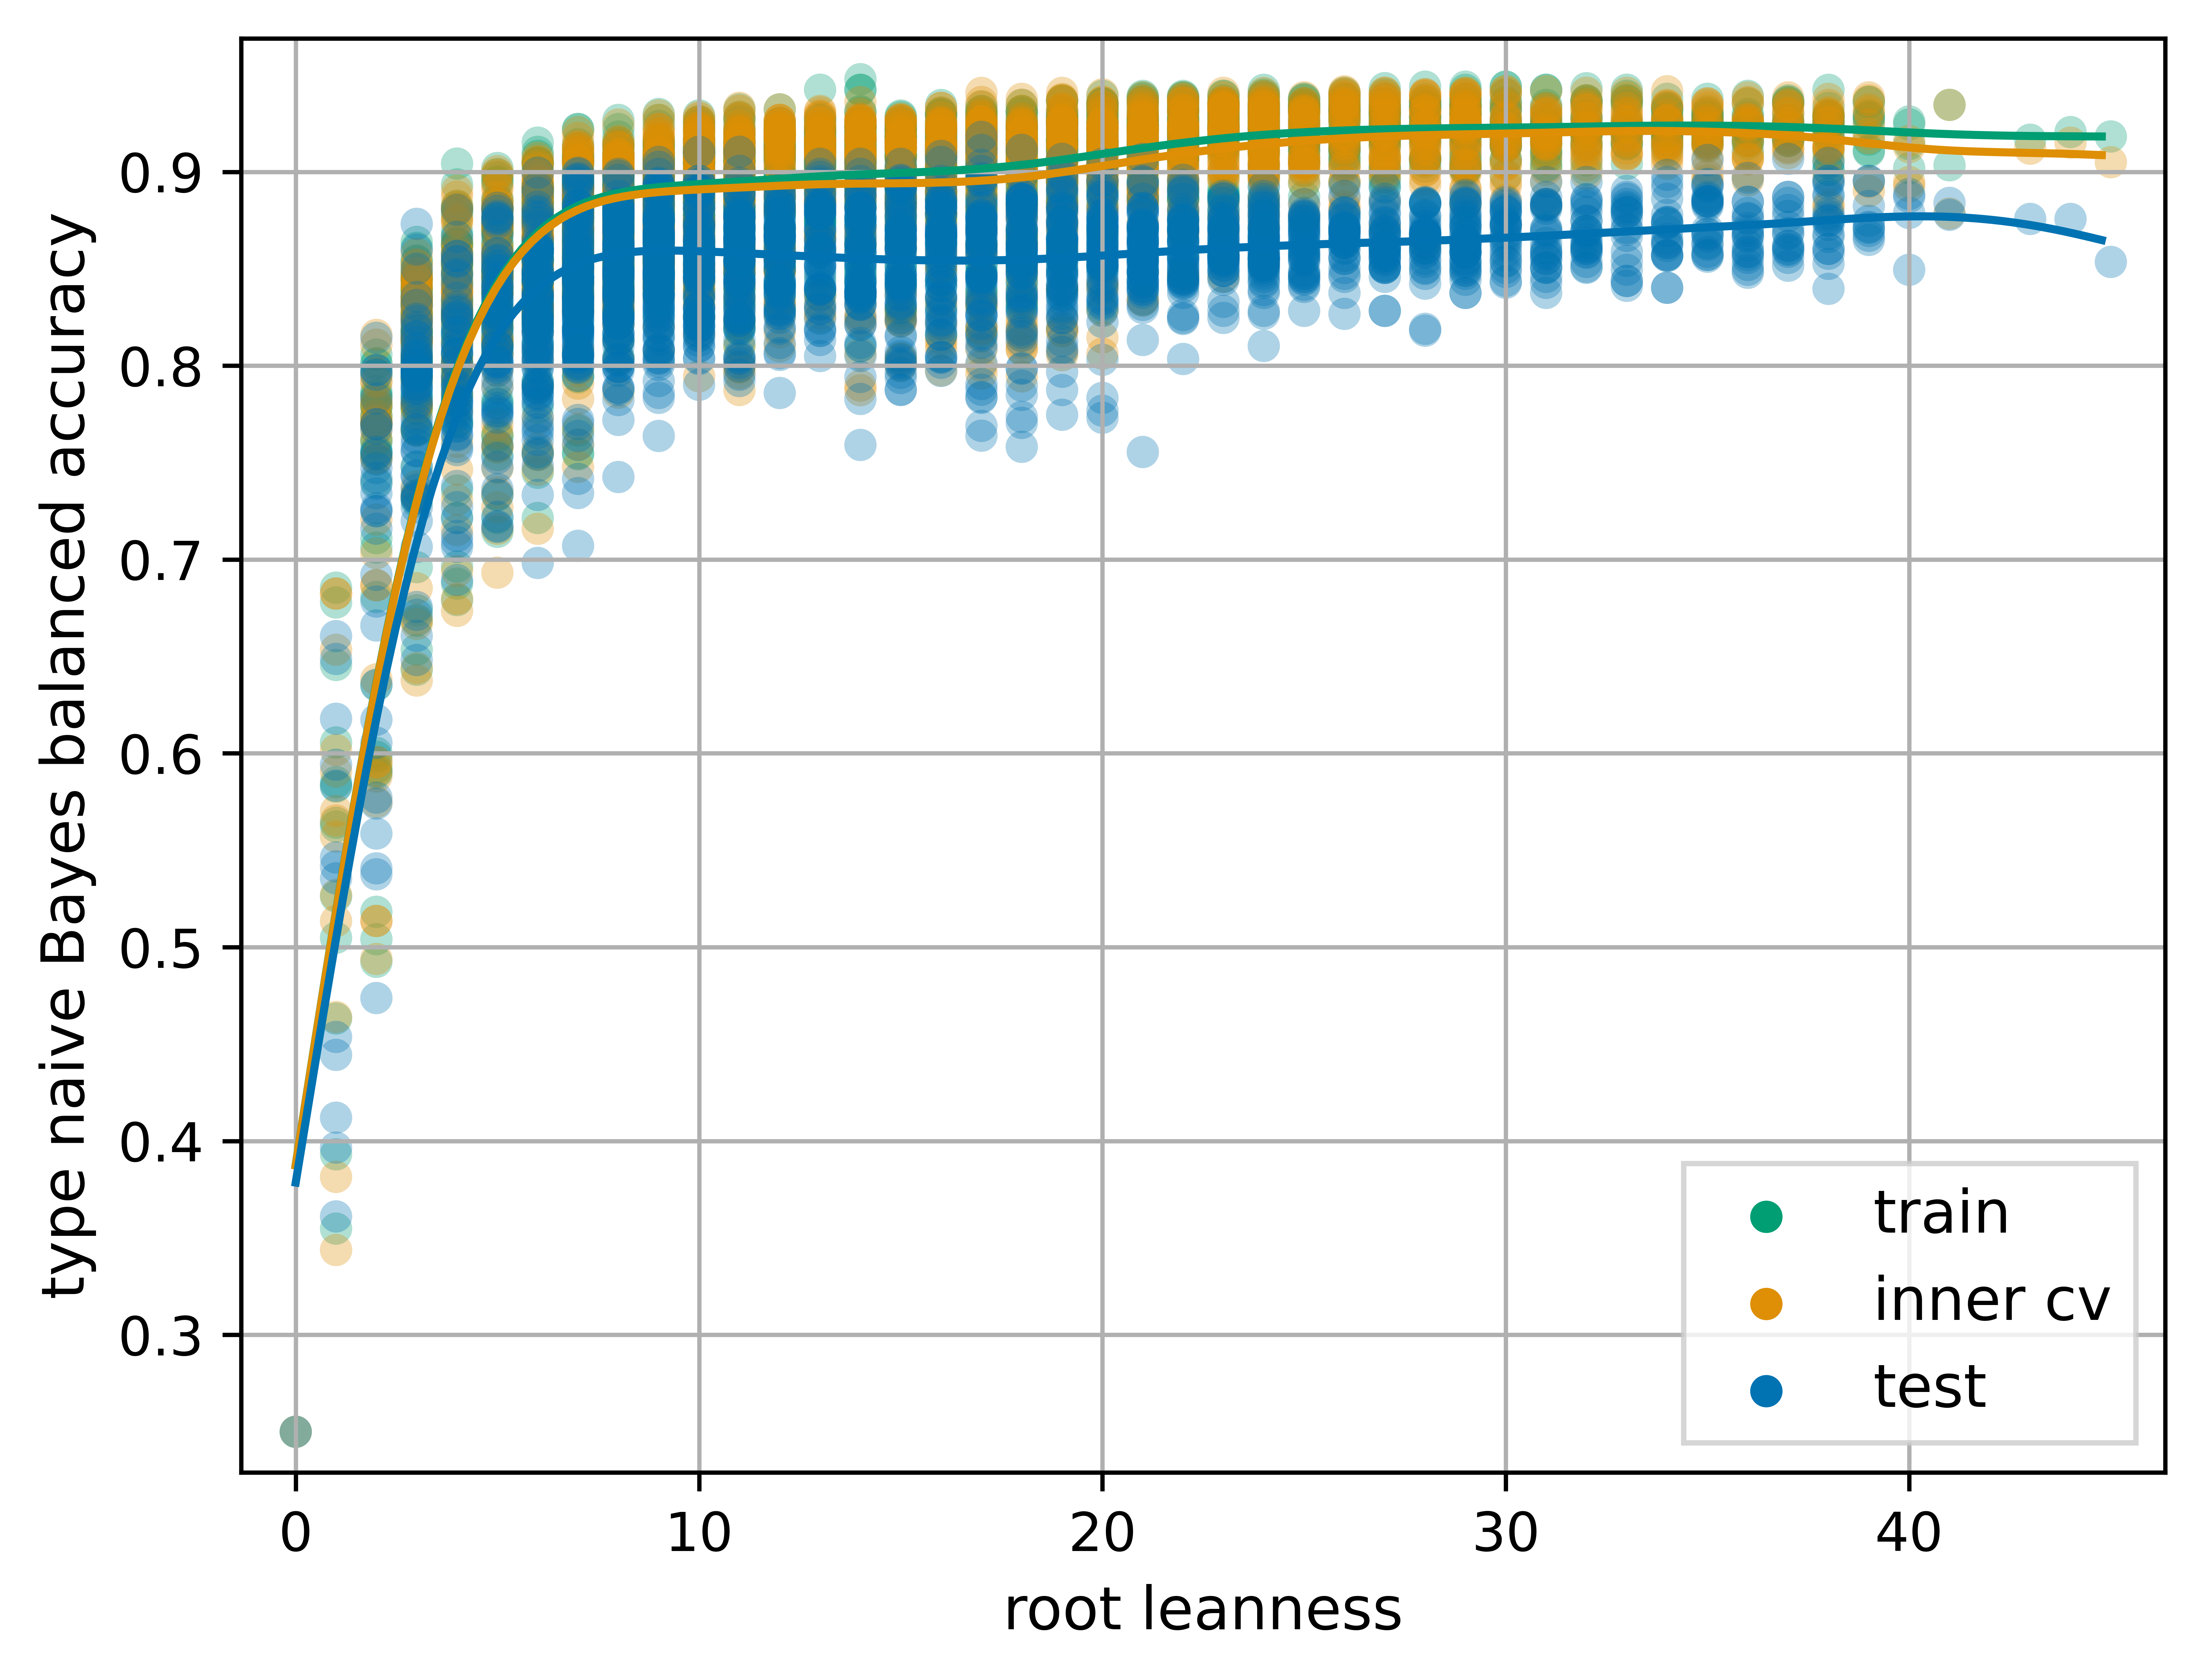 type naive Bayes balanced accuracy
0.9
0.8
0.7
0.6
0.5
0.4
0.3
0
10
20
30
40
root leanness
train
inner cv
test